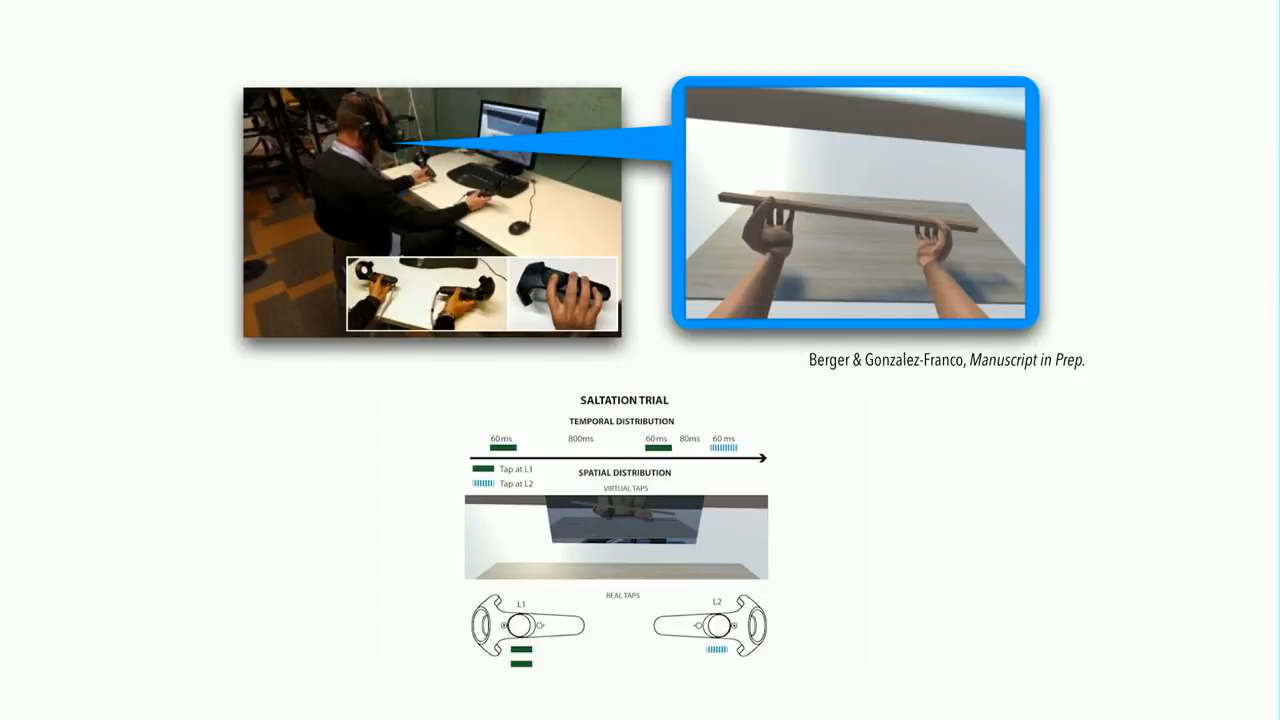 Berger & Gonzalez-Franco, Manuscript in Prep.
SALTATION TRIAL
TEMPORAL DISTRIBUTION
60 ms 800ms 60 ms 80ms 60 ms
Tap at L1
Tap at L2
SPATIAL DISTRIBUTION
VIRTUAL TAPS
REAL TAPS
L1 L2